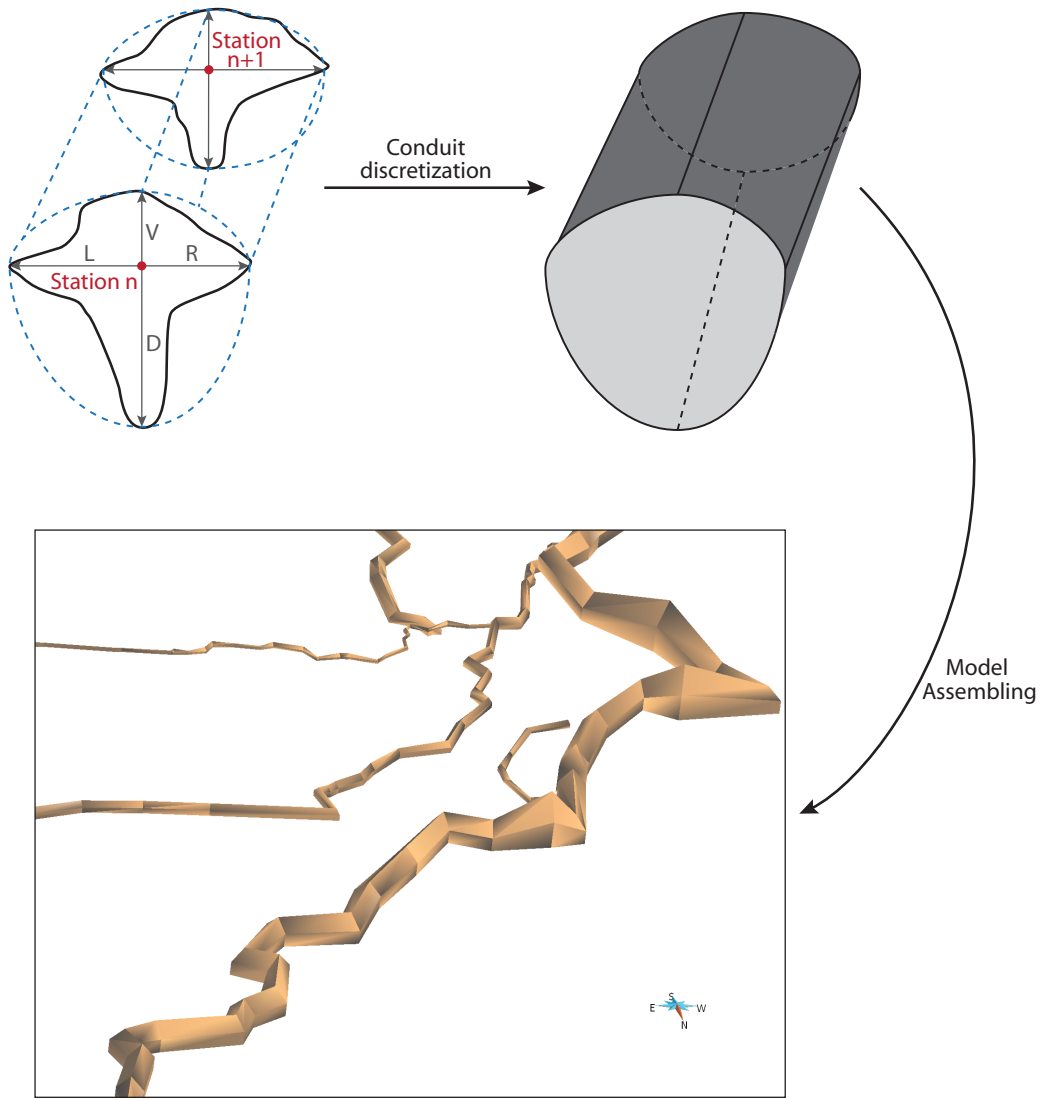 Station
n+1
V
L
R
Station n
D
Conduit
discretization
Model
Assembling
S
E
W
N